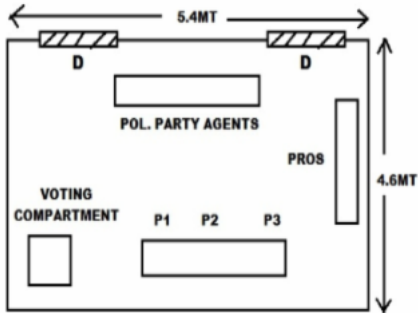 5.4MT
D D
POL. PARTY AGENTS
PROS
4.6MT
VOTING
COMPARTMENT
P1 P2 P3